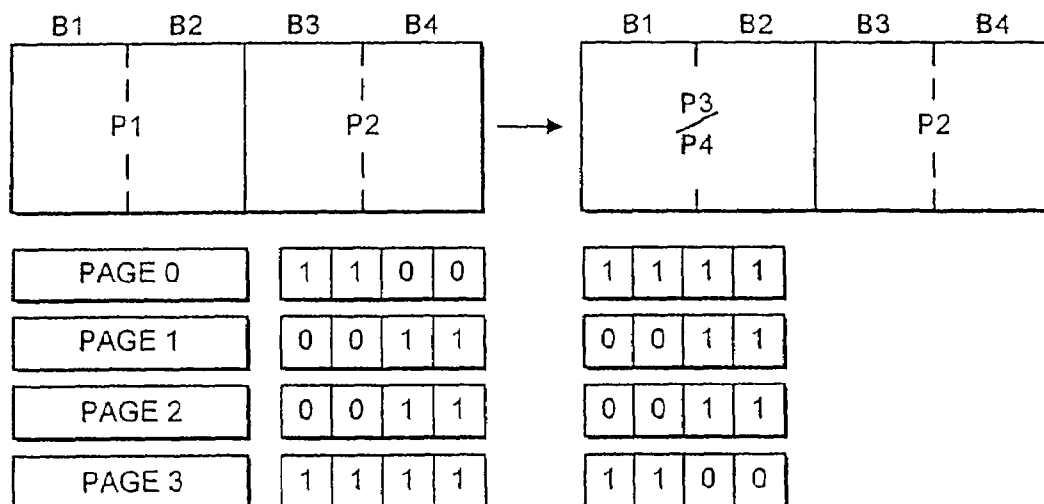 B1 B2 B3 B4 B1 B2 B3 B4
P1 P2 P3 P4 P2
PAGE 0 1 1 0 0 1 1 1 1
PAGE 1 0 0 1 1 0 0 1 1
PAGE 2 0 0 1 1 0 0 1 1
PAGE 3 1 1 1 1 1 1 0 0